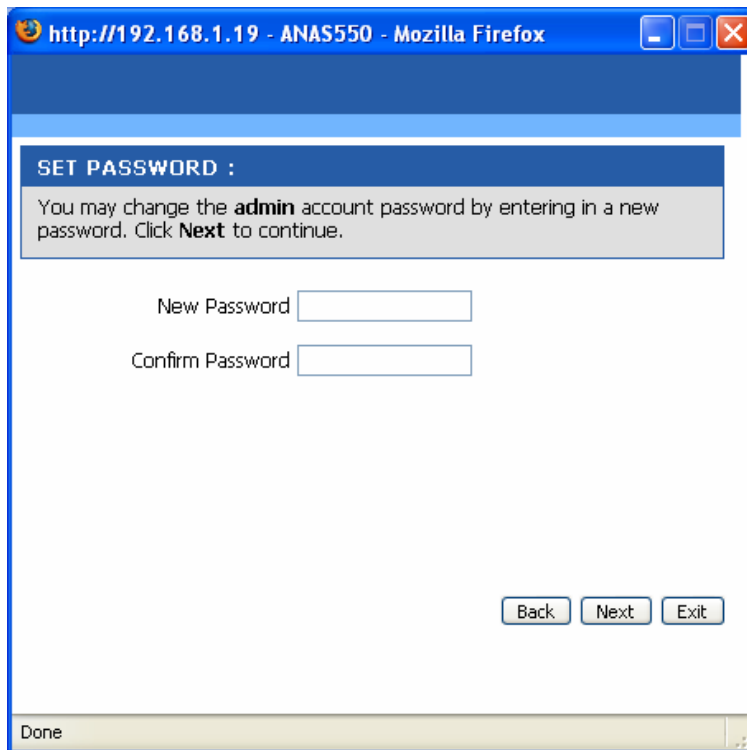 http://192.168.1.19 - ANAS550 - Mozilla Firefox
SET PASSWORD :
You may change the admin account password by entering in a new
password. Click Next to continue.
New Password
Confirm Password
Back Next Exit
Done